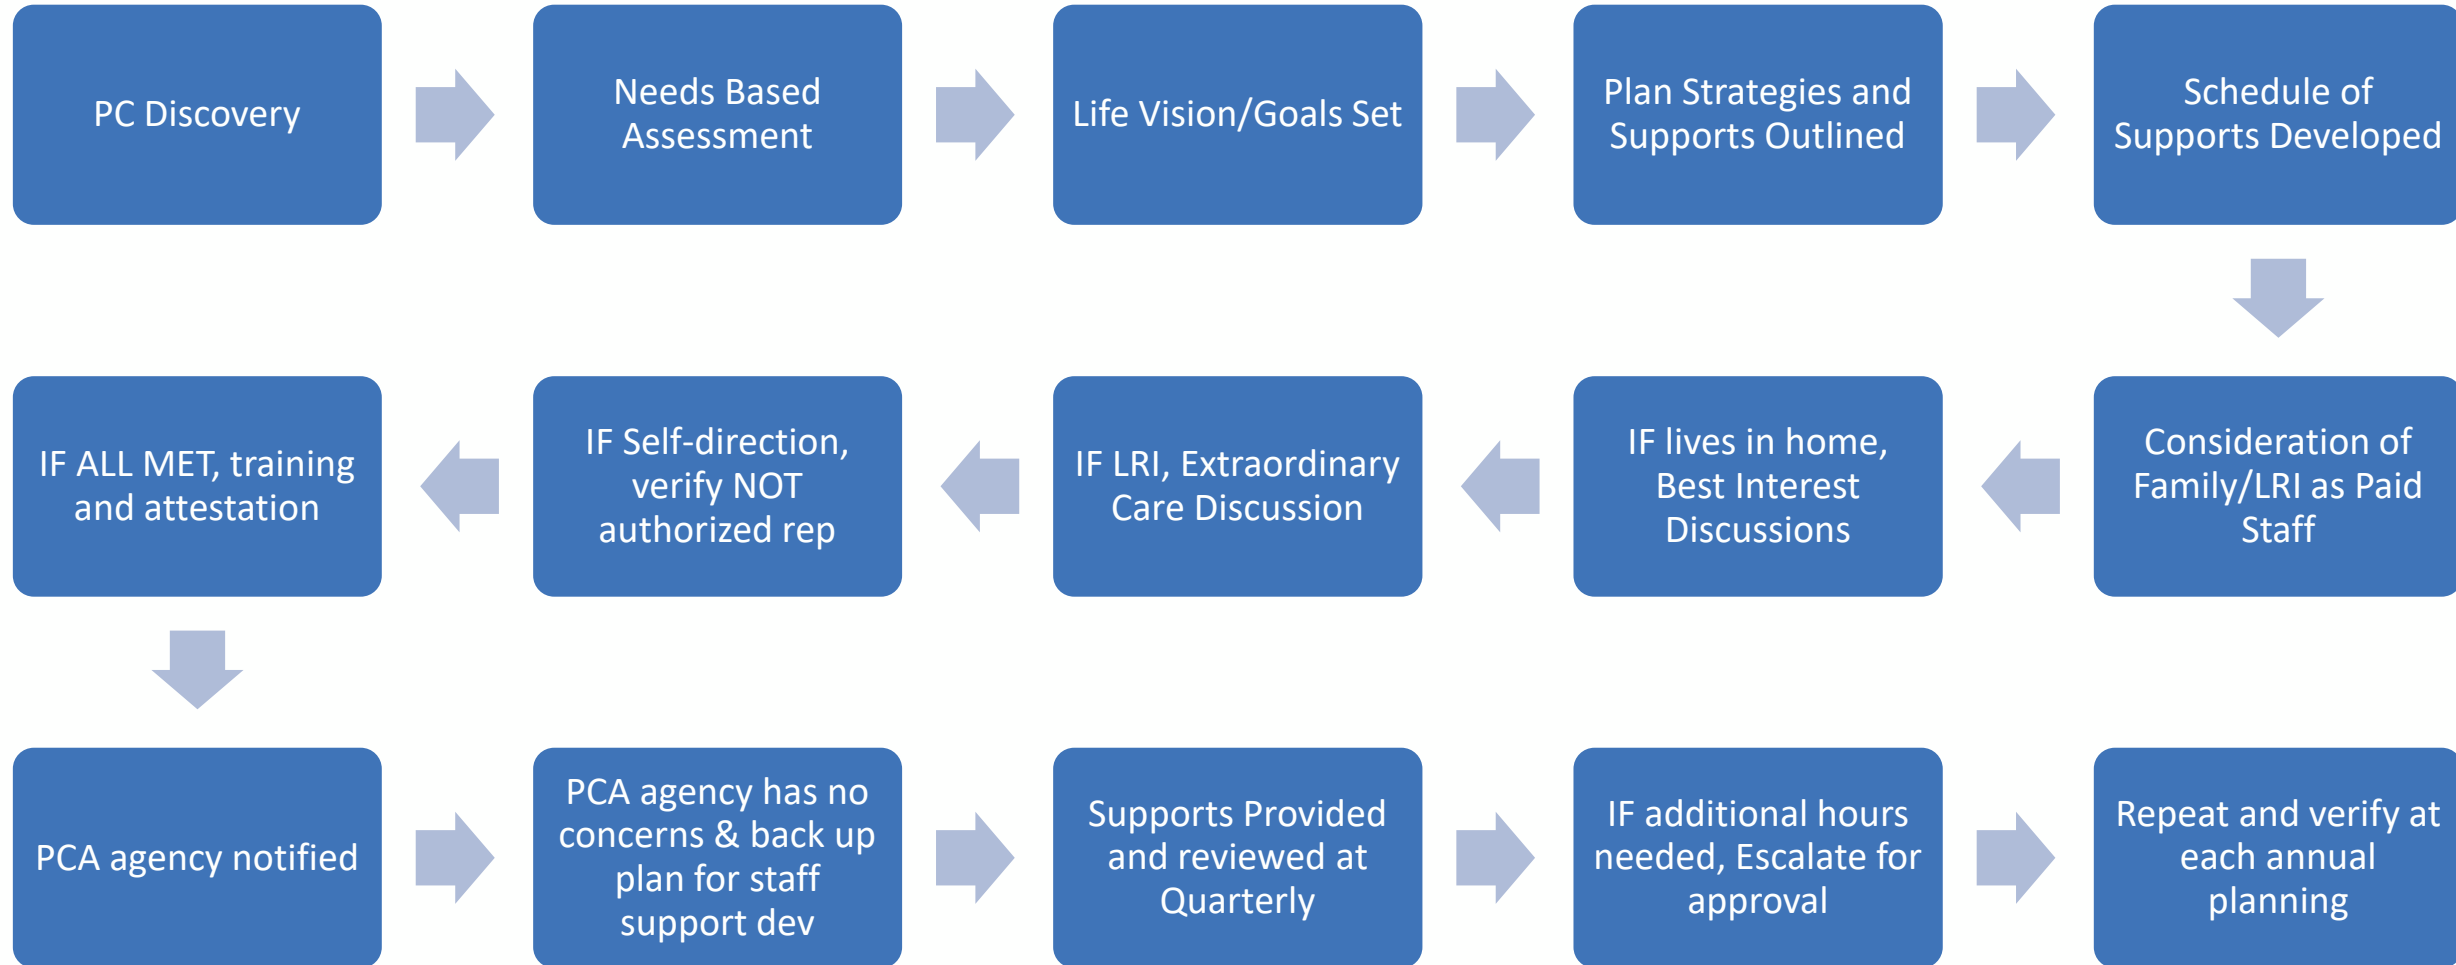 PC Discovery
Needs Based
Assessment
Life Vision/Goals Set
Plan Strategies and
Supports Outlined
Schedule of
Supports Developed
Consideration of
Family/LRI as Paid
Staff
IF lives in home,
Best Interest
Discussions
IF LRI, Extraordinary
Care Discussion
IF Self-direction,
verify NOT
authorized rep
IF ALL MET, training
and attestation
PCA agency notified
PCA agency has no
concerns & back up
plan for staff
support dev
Supports Provided
and reviewed at
Quarterly
IF additional hours
needed, Escalate for
approval
Repeat and verify at
each annual
planning